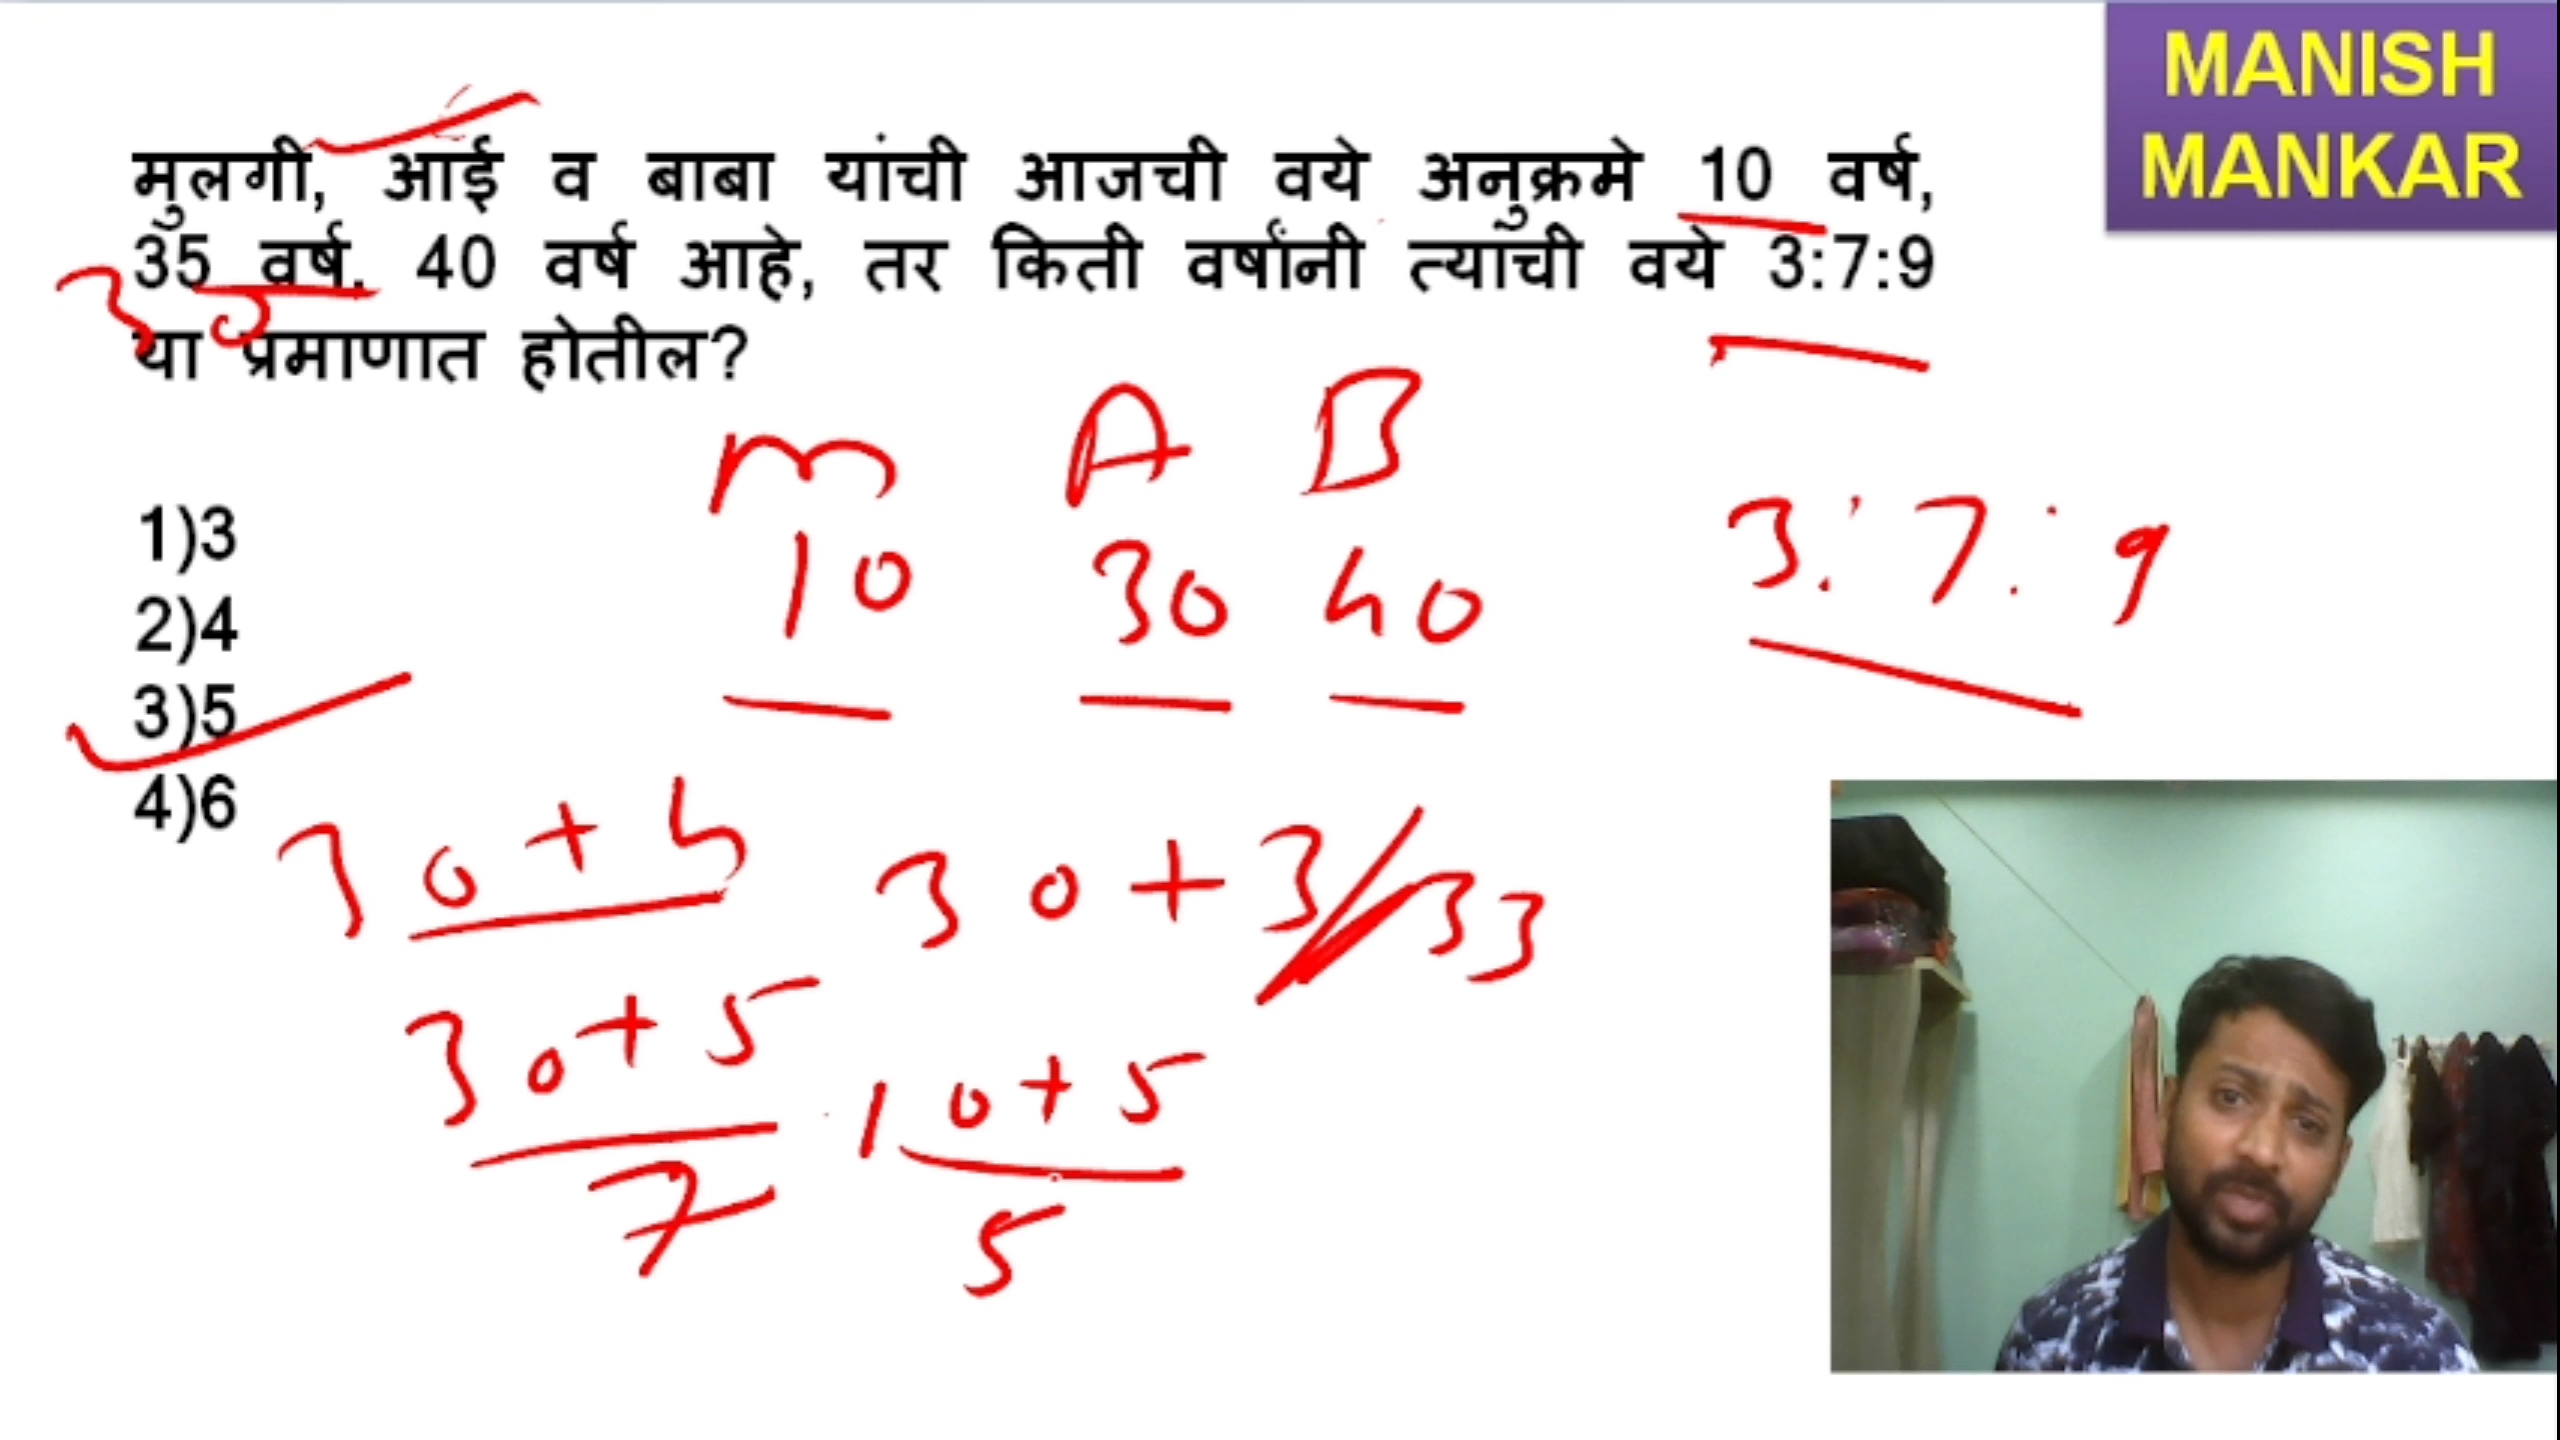 MANISH
MANKAR
मुलगी, आई व बाबा यांची आजची वये अनुक्रमे 10 वर्ष,
35 वर्ष, 40 वर्ष आहे, तर किती वर्षांनी त्यांची वये 3:7:9
30
या प्रमाणात होतील?
m A B
10 30 40 3:7:9
1)3
2)4
3)5
4)6
30+4 30+3/33
30+5 10+5
7 5